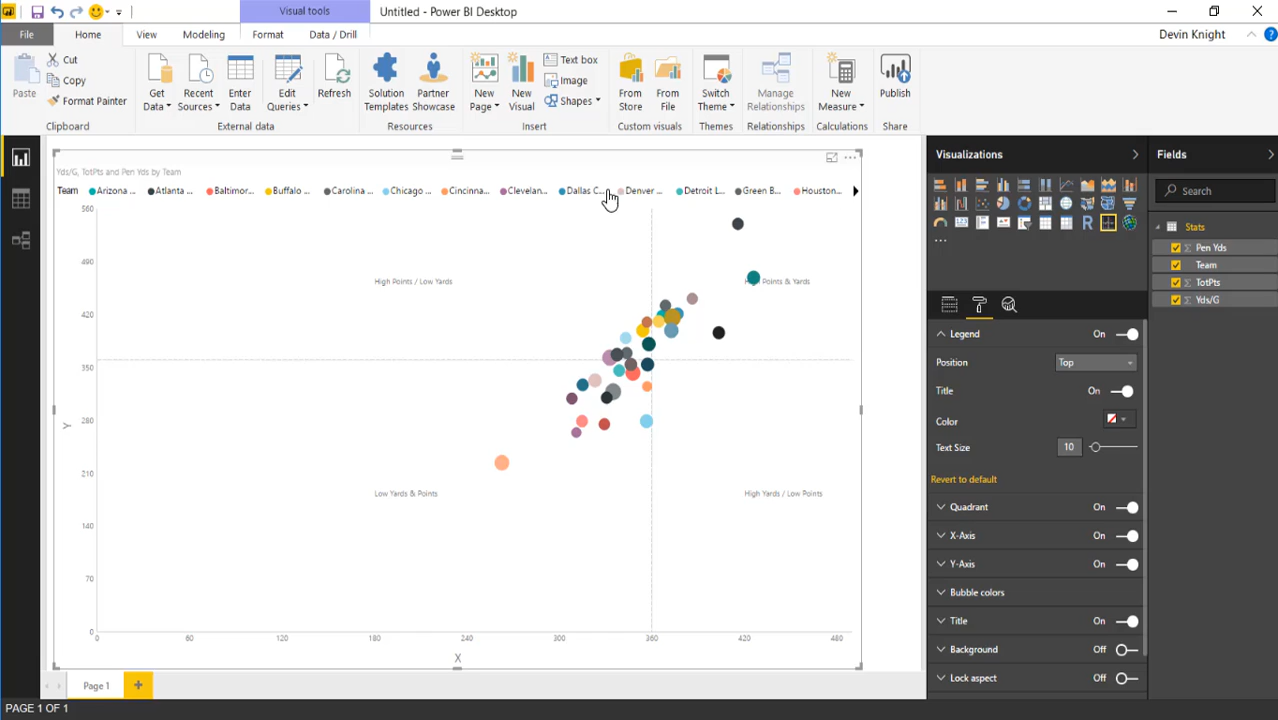 Visual tools
Untitled - Power BI Desktop
File
Home
View
Modeling
Format
Data / Drill
Devin Knight
Paste
Cut
Copy
Format Painter
Get Data
Recent Sources
Enter Data
Edit Queries
Refresh
Solution Templates
Partner Showcase
New Page
New Visual
Text box
Image
Shapes
From Store
From File
Switch Theme
Manage Relationships
New Measure
Publish
Clipboard
External data
Resources
Insert
Custom visuals
Themes
Relationships
Calculations
Share
Yds/G, TotPts and Pen Yds by Team
Team
Arizona ...
Atlanta ...
Baltimor...
Buffalo ...
Carolina ...
Chicago ...
Cincinna...
Clevelan...
Dallas C...
Denver ...
Detroit L...
Green B...
Houston...
560
490
420
350
280
210
140
70
0
Y
High Points / Low Yards
High Points & Yards
Low Yards & Points
High Yards / Low Points
0
60
120
180
240
300
360
420
480
X
Visualizations
R
Legend
On
Position
Top
Title
On
Color
Text Size
10
Revert to default
Quadrant
On
X-Axis
On
Y-Axis
On
Bubble colors
Title
On
Background
Off
Lock aspect
Off
Fields
Search
Stats
Σ Pen Yds
Team
Σ TotPts
Σ Yds/G
Page 1
PAGE 1 OF 1